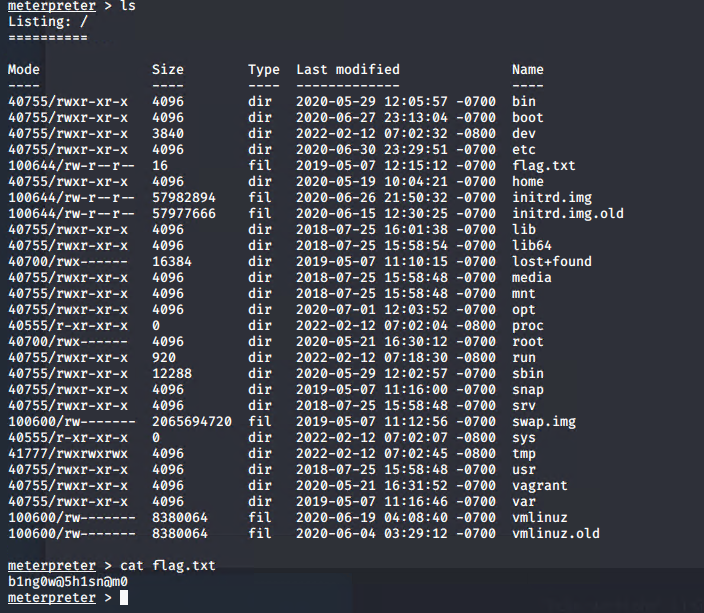 meterpreter > ls
Listing: /
==========
Mode Size Type Last modified Name
---- ---- ---- ------------- ----
40755/rwxr-xr-x 4096 dir 2020-05-29 12:05:57 -0700 bin
40755/rwxr-xr-x 4096 dir 2020-06-27 23:13:04 -0700 boot
40755/rwxr-xr-x 3840 dir 2022-02-12 07:02:32 -0800 dev
40755/rwxr-xr-x 4096 dir 2020-06-30 23:29:51 -0700 etc
100644/rw-r--r-- 16 fil 2019-05-07 12:15:12 -0700 flag.txt
40755/rwxr-xr-x 4096 dir 2020-05-19 10:04:21 -0700 home
100644/rw-r--r-- 57982894 fil 2020-06-26 21:50:32 -0700 initrd.img
100644/rw-r--r-- 57977666 fil 2020-06-15 12:30:25 -0700 initrd.img.old
40755/rwxr-xr-x 4096 dir 2018-07-25 16:01:38 -0700 lib
40755/rwxr-xr-x 4096 dir 2018-07-25 15:58:54 -0700 lib64
40700/rwx------ 16384 dir 2019-05-07 11:10:15 -0700 lost+found
40755/rwxr-xr-x 4096 dir 2018-07-25 15:58:48 -0700 media
40755/rwxr-xr-x 4096 dir 2018-07-25 15:58:48 -0700 mnt
40755/rwxr-xr-x 4096 dir 2020-07-01 12:03:52 -0700 opt
40555/r-xr-xr-x 0 dir 2022-02-12 07:02:04 -0800 proc
40700/rwx------ 4096 dir 2020-05-21 16:30:12 -0700 root
40755/rwxr-xr-x 920 dir 2022-02-12 07:18:30 -0800 run
40755/rwxr-xr-x 12288 dir 2020-05-29 12:02:57 -0700 sbin
40755/rwxr-xr-x 4096 dir 2019-05-07 11:16:00 -0700 snap
40755/rwxr-xr-x 4096 dir 2018-07-25 15:58:48 -0700 srv
100600/rw------- 2065694720 fil 2019-05-07 11:12:56 -0700 swap.img
40555/r-xr-xr-x 0 dir 2022-02-12 07:02:07 -0800 sys
41777/rwxrwxrwx 4096 dir 2022-02-12 07:02:45 -0800 tmp
40755/rwxr-xr-x 4096 dir 2018-07-25 15:58:48 -0700 usr
40755/rwxr-xr-x 4096 dir 2020-05-21 16:31:52 -0700 vagrant
40755/rwxr-xr-x 4096 dir 2019-05-07 11:16:46 -0700 var
100600/rw------- 8380064 fil 2020-06-19 04:08:40 -0700 vmlinuz
100600/rw------- 8380064 fil 2020-06-04 03:29:12 -0700 vmlinuz.old
meterpreter > cat flag.txt
b1ng0w@5h1sn@m0
meterpreter >